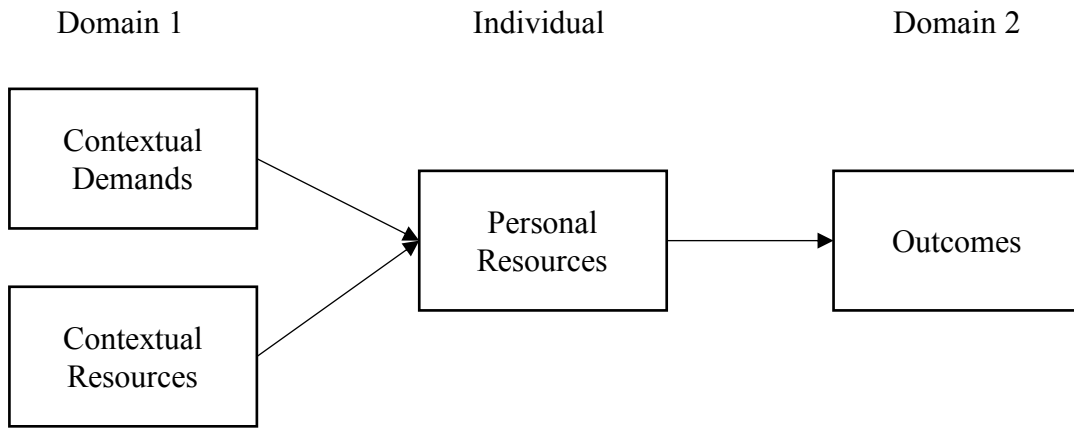 Domain 1
Individual
Domain 2
Contextual
Demands
Personal
Resources
Outcomes
Contextual
Resources